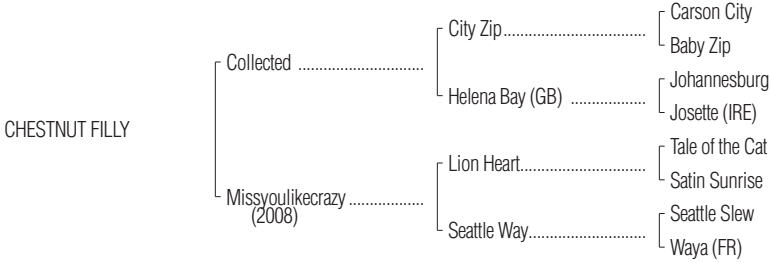 Carson City
City Zip..................................
Baby Zip
Collected ..............................
Johannesburg
Helena Bay (GB) ..................
Josette (IRE)
CHESTNUT FILLY
Tale of the Cat
Lion Heart..............................
Satin Sunrise
Missyoulikecrazy ..................
(2008)
Seattle Slew
Seattle Way............................
Waya (FR)